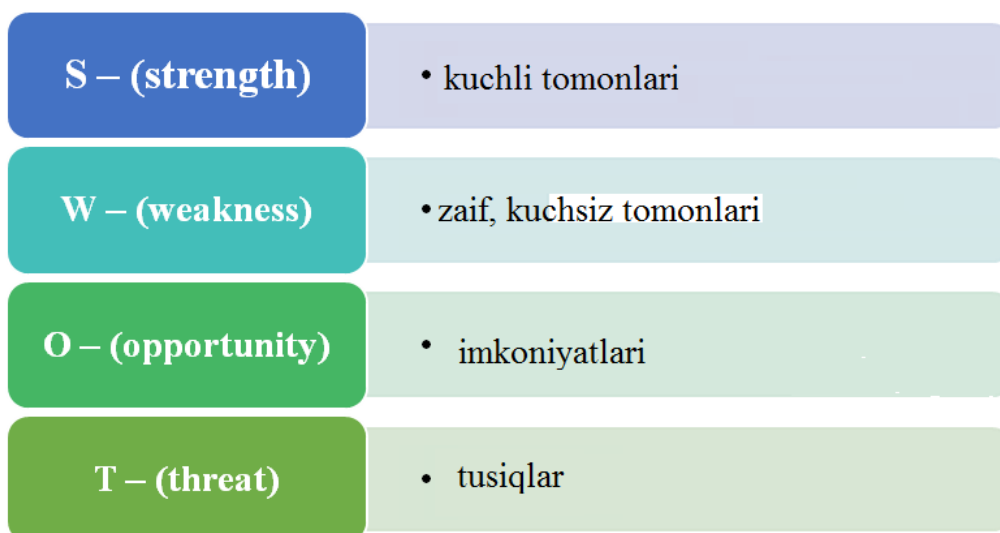 S – (strength)
• kuchli tomonlari
W – (weakness)
• zaif, kuchsiz tomonlari
O – (opportunity)
• imkoniyatlari
T – (threat)
• tusiqlar